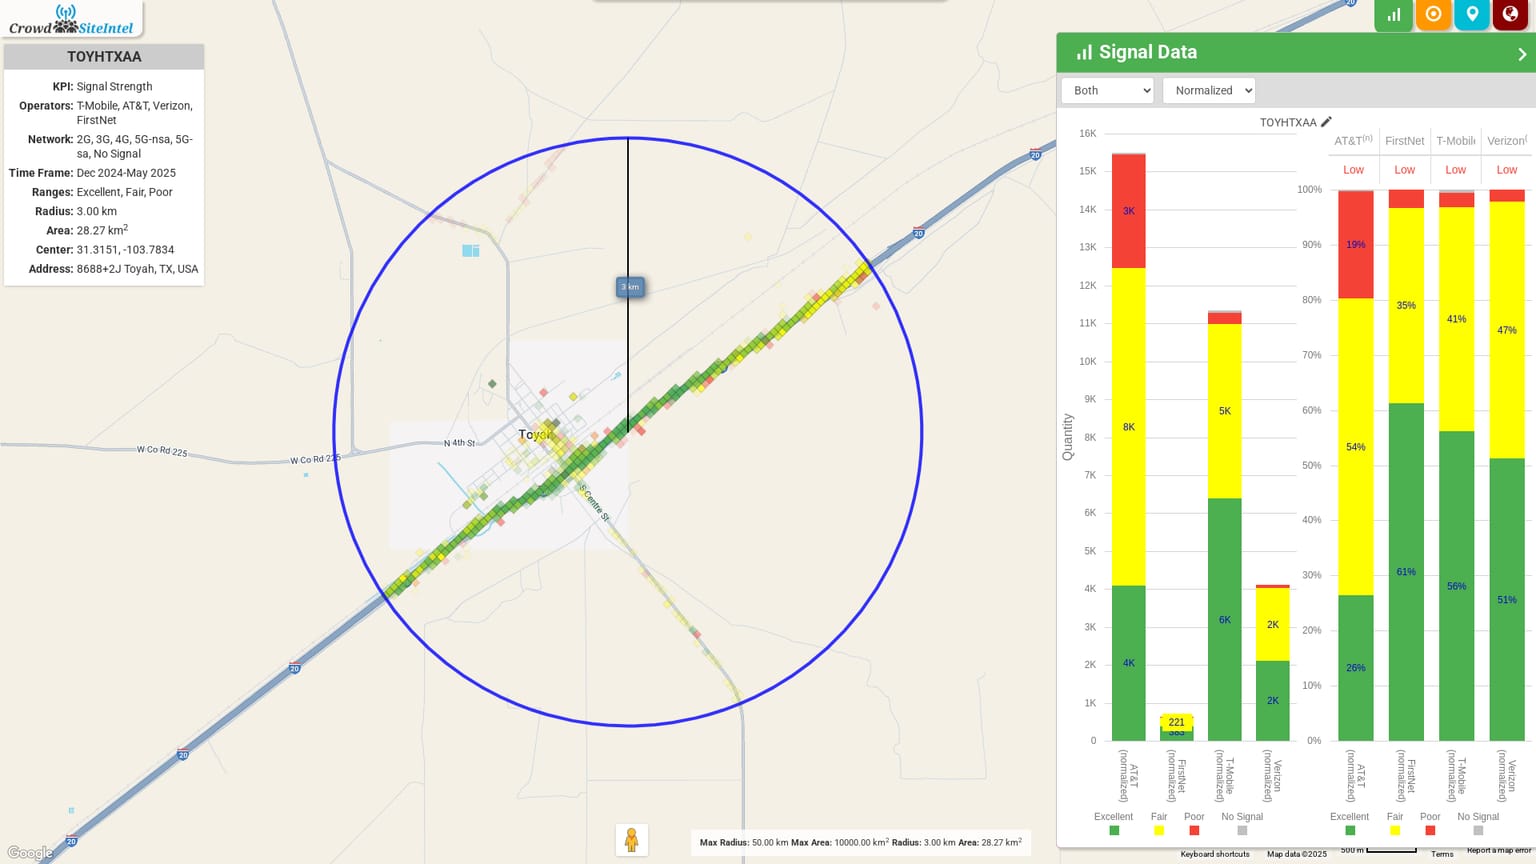 Crowd SiteIntel
TOYHTXAA
KPI: Signal Strength
Operators: T-Mobile, AT&T, Verizon,
FirstNet
Network: 2G, 3G, 4G, 5G-nsa, 5G-
sa, No Signal
Time Frame: Dec 2024-May 2025
Ranges: Excellent, Fair, Poor
Radius: 3.00 km
Area: 28.27 km²
Center: 31.3151, -103.7834
Address: 8688+2J Toyah, TX, USA
20
20
20
20
20
20
3 km
Toyah
N 4th St
W Co Rd 225
W Co Rd 225
S Centre St
Google
Max Radius: 50.00 km Max Area: 10000.00 km² Radius: 3.00 km Area: 28.27 km²
Signal Data
Both
Normalized
TOYHTXAA
Quantity
16K
15K
14K
13K
12K
11K
10K
9K
8K
7K
6K
5K
4K
3K
2K
1K
0
3K
8K
4K
221
383
5K
6K
2K
2K
AT&T (normalized)
FirstNet (normalized)
T-Mobile (normalized)
Verizon (normalized)
Excellent
Fair
Poor
No Signal
AT&T(n)
FirstNet
T-Mobile
Verizon(
Low
Low
Low
Low
100%
90%
80%
70%
60%
50%
40%
30%
20%
10%
0%
19%
54%
26%
35%
61%
41%
56%
47%
51%
AT&T (normalized)
FirstNet (normalized)
T-Mobile (normalized)
Verizon (normalized)
Excellent
Fair
Poor
No Signal
Keyboard shortcuts
Map data ©2025
500 m
Terms
Report a map error